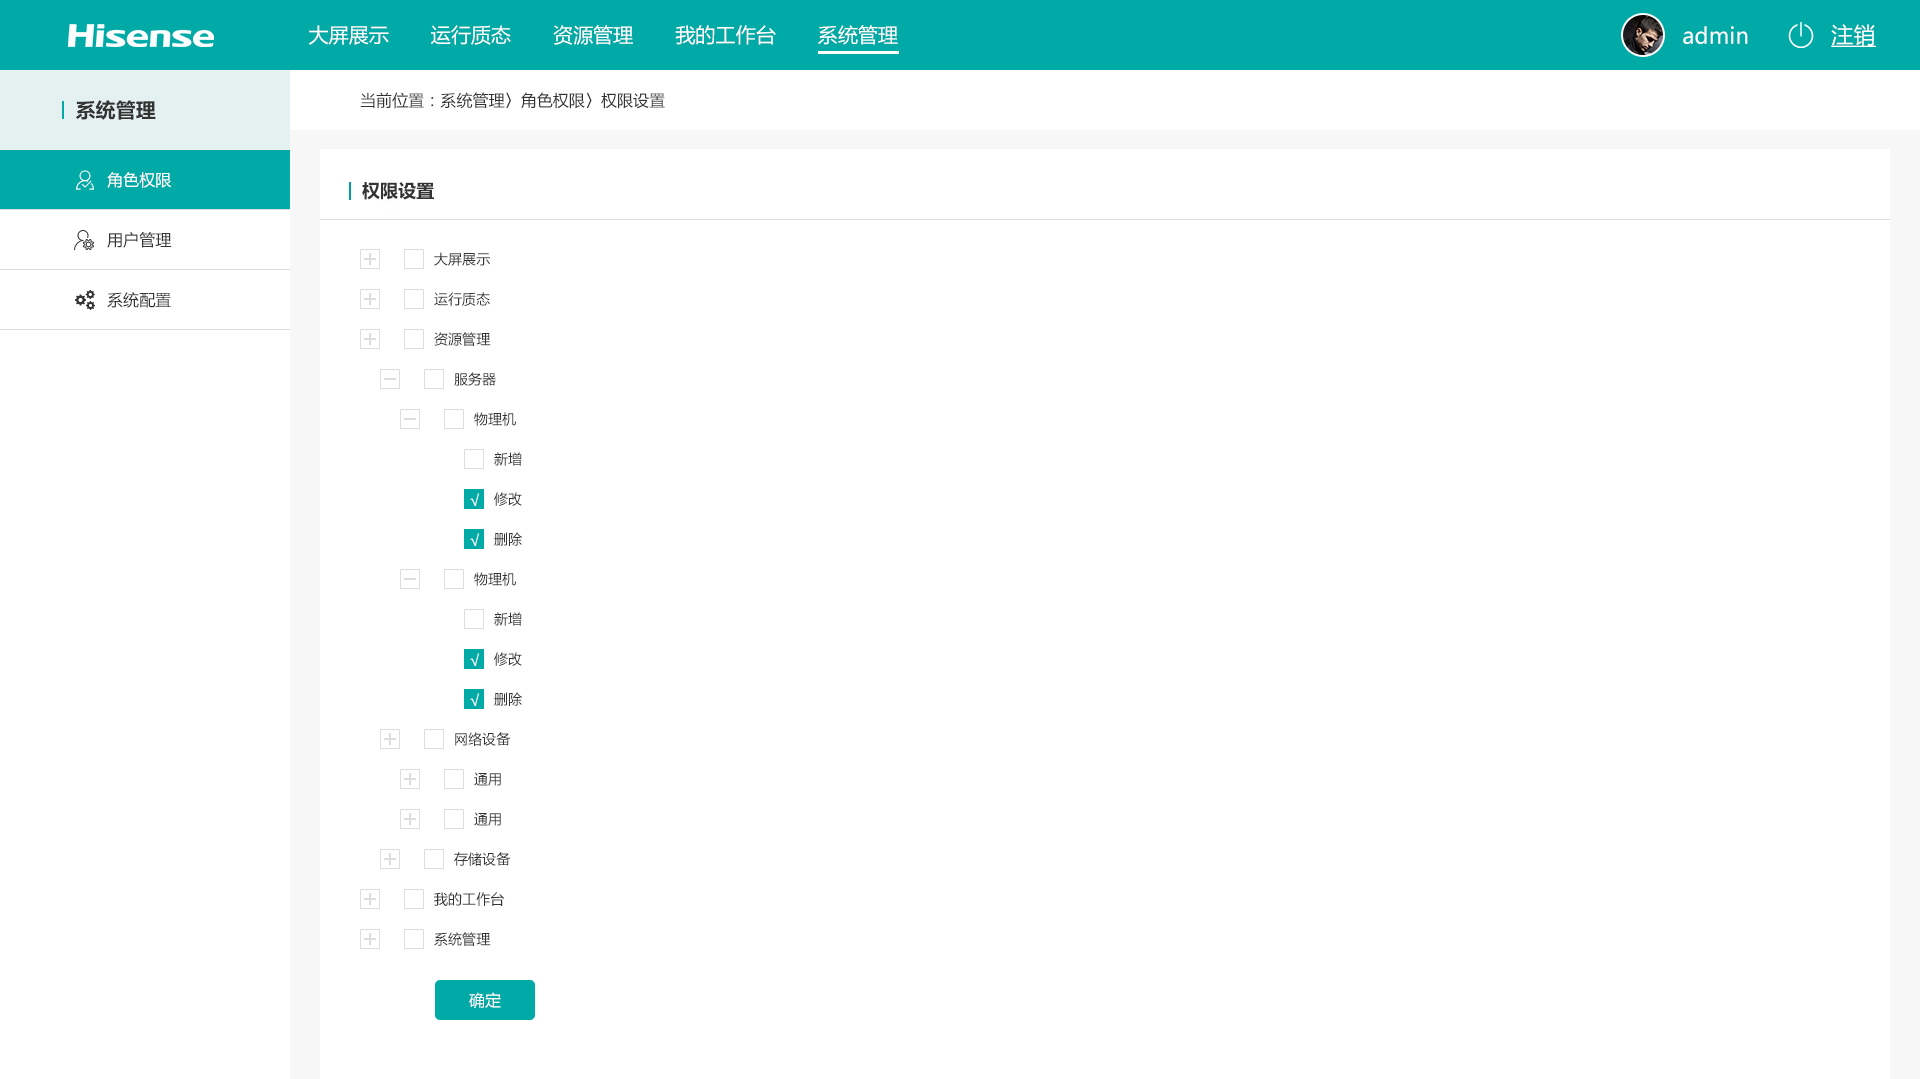 Hisense 大屏展示 运行质态 资源管理 我的工作台 系统管理 admin 注销
系统管理
角色权限
用户管理
系统配置
当前位置：系统管理〉角色权限〉权限设置
权限设置
大屏展示
运行质态
资源管理
服务器
物理机
新增
√ 修改
√ 删除
物理机
新增
√ 修改
√ 删除
网络设备
通用
通用
存储设备
我的工作台
系统管理
确定